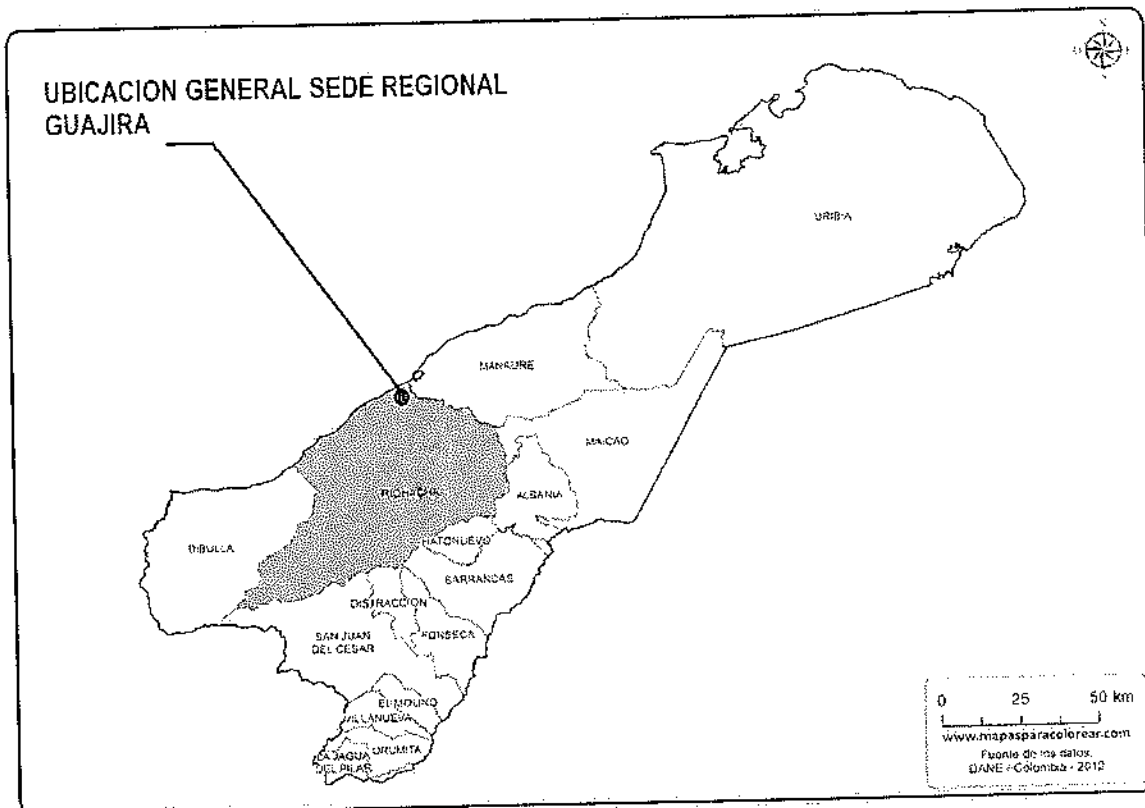 UBICACION GENERAL SEDE REGIONAL
GUAJIRA
N
S
URIBIA
MANAURE
MAICAO
RIOHACHA
ALBANIA
DIBULLA
HATONUEVO
BARRANCAS
DISTRACCION
FONSECA
SAN JUAN
DEL CESAR
EL MOLINO
VILLANUEVA
URUMITA
LA JAGUA
DEL PILAR
0 25 50 km
www.mapasparacolorear.com
Fuente de los datos:
DANE - Colombia - 2012